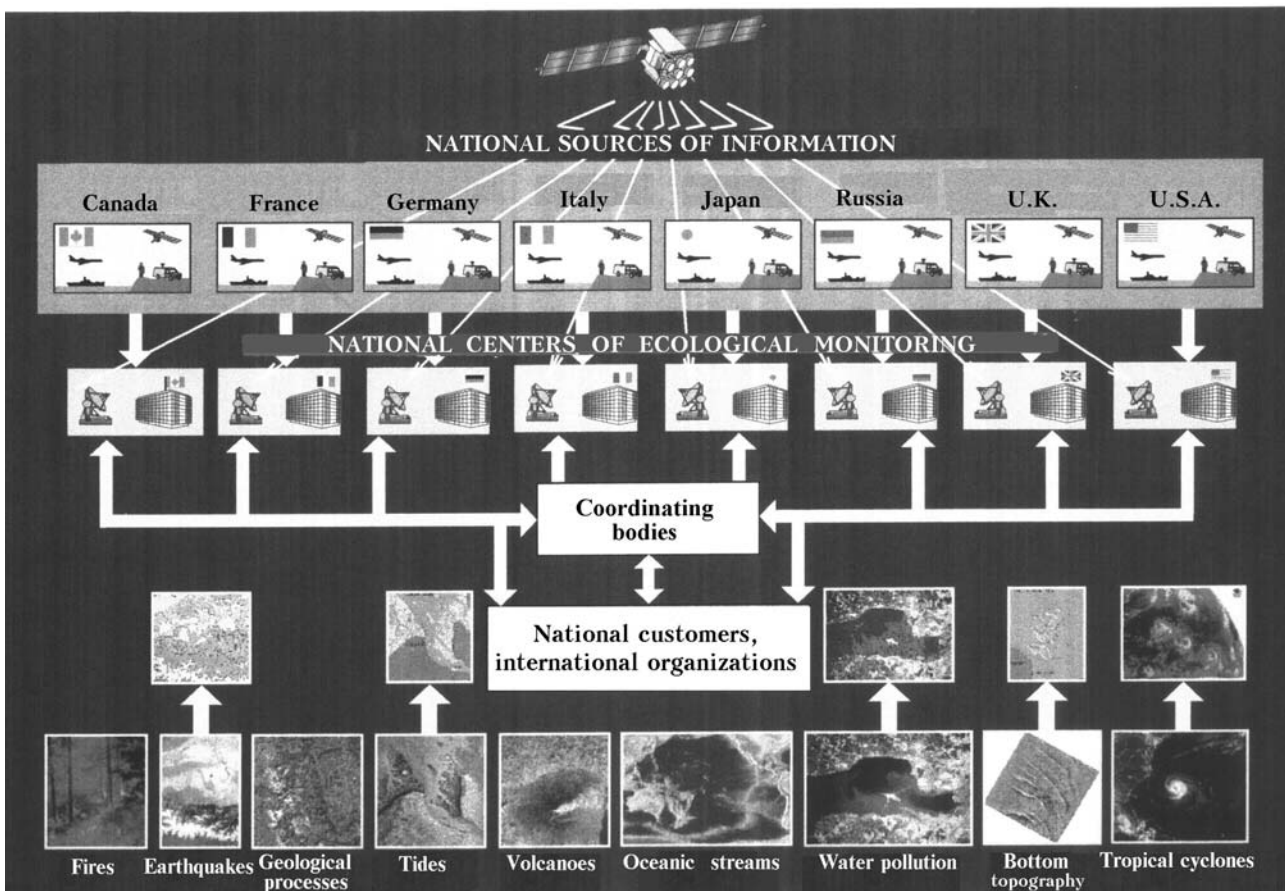 NATIONAL SOURCES OF INFORMATION
Canada
France
Germany
Italy
Japan
Russia
U.K.
U.S.A.
NATIONAL CENTERS OF ECOLOGICAL MONITORING
Coordinating
bodies
National customers,
international organizations
Fires
Earthquakes
Geological
processes
Tides
Volcanoes
Oceanic streams
Water pollution
Bottom
topography
Tropical cyclones